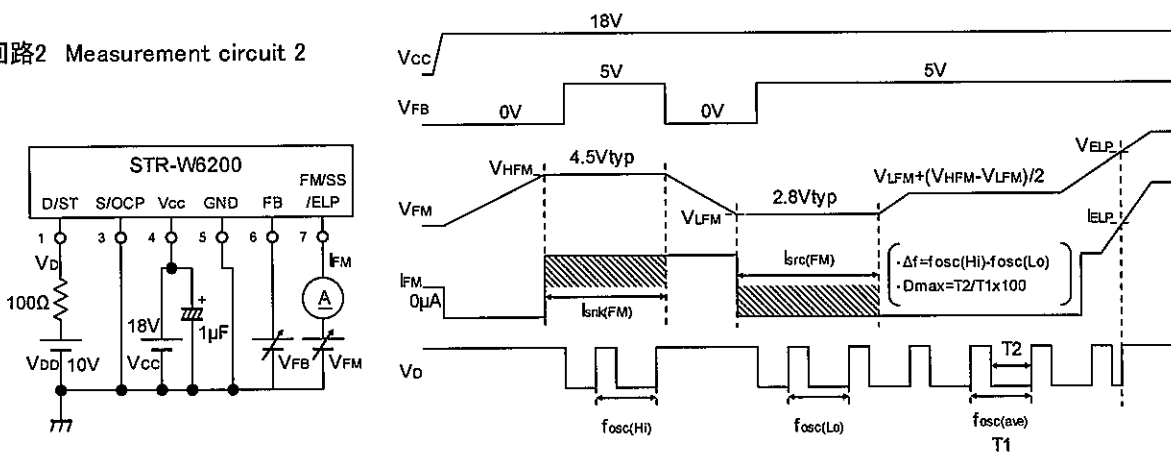 回路2 Measurement circuit 2
STR-W6200
D/ST S/OCP Vcc GND FB FM/SS/ELP
1 3 4 5 6 7
VD
IFM
100Ω
A
18V
1μF
VDD 10V
VCC
VFB
VFM
VCC
18V
VFB
0V 5V 0V 5V
VFM
VHFM
4.5Vtyp
VLFM
2.8Vtyp
VLFM+(VHFM-VLFM)/2
VELP
IELP
IFM
0μA
Isnk(FM)
Isrc(FM)
・Δf=fosc(Hi)-fosc(Lo)
・Dmax=T2/T1x100
VD
T2
fosc(Hi)
fosc(Lo)
fosc(ave)
T1